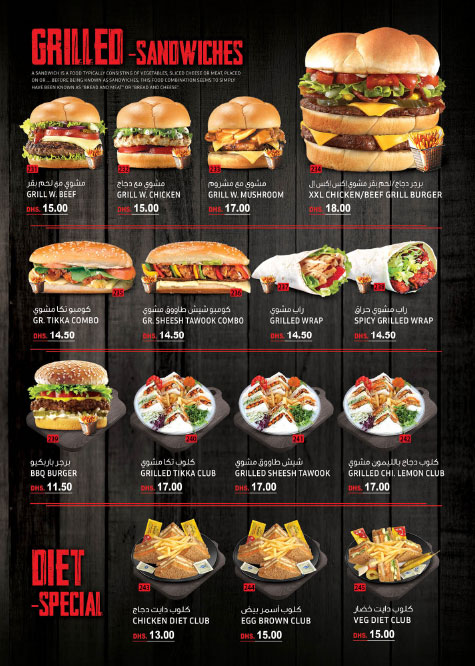 GRILLED -SANDWICHES
A SANDWICH IS A FOOD TYPICALLY CONSISTING OF VEGETABLES, SLICED CHEESE OR MEAT, PLACED
ON OR ... BEFORE BEING KNOWN AS SANDWICHES, THIS FOOD COMBINATION SEEMS TO SIMPLY
HAVE BEEN KNOWN AS "BREAD AND MEAT" OR "BREAD AND CHEESE".
231 232 233 234
مشوي مع لحم بقر
GRILL W. BEEF
DHS. 15.00
مشوي مع دجاج
GRILL W. CHICKEN
DHS. 15.00
مشوي مع مشروم
GRILL W. MUSHROOM
DHS. 17.00
برجر دجاج/لحم بقر مشوي إكس إكس إل
XXL CHICKEN/BEEF GRILL BURGER
DHS. 18.00
كومبو تكا مشوي
GR. TIKKA COMBO
DHS. 14.50
كومبو شيش طاووق مشوي
GR. SHEESH TAWOOK COMBO
DHS. 14.50
راب مشوي
GRILLED WRAP
DHS. 14.50
راب مشوي حراق
SPICY GRILLED WRAP
DHS. 14.50
239 240 241 242
برجر باربكيو
BBQ BURGER
DHS. 11.50
كلوب تكا مشوي
GRILLED TIKKA CLUB
DHS. 17.00
شيش طاووق مشوي
GRILLED SHEESH TAWOOK
DHS. 17.00
كلوب دجاج بالليمون مشوي
GRILLED CHI. LEMON CLUB
DHS. 17.00
DIET
-SPECIAL
243 244 245
كلوب دايت دجاج
CHICKEN DIET CLUB
DHS. 13.00
كلوب أسمر بيض
EGG BROWN CLUB
DHS. 15.00
كلوب دايت خضار
VEG DIET CLUB
DHS. 15.00